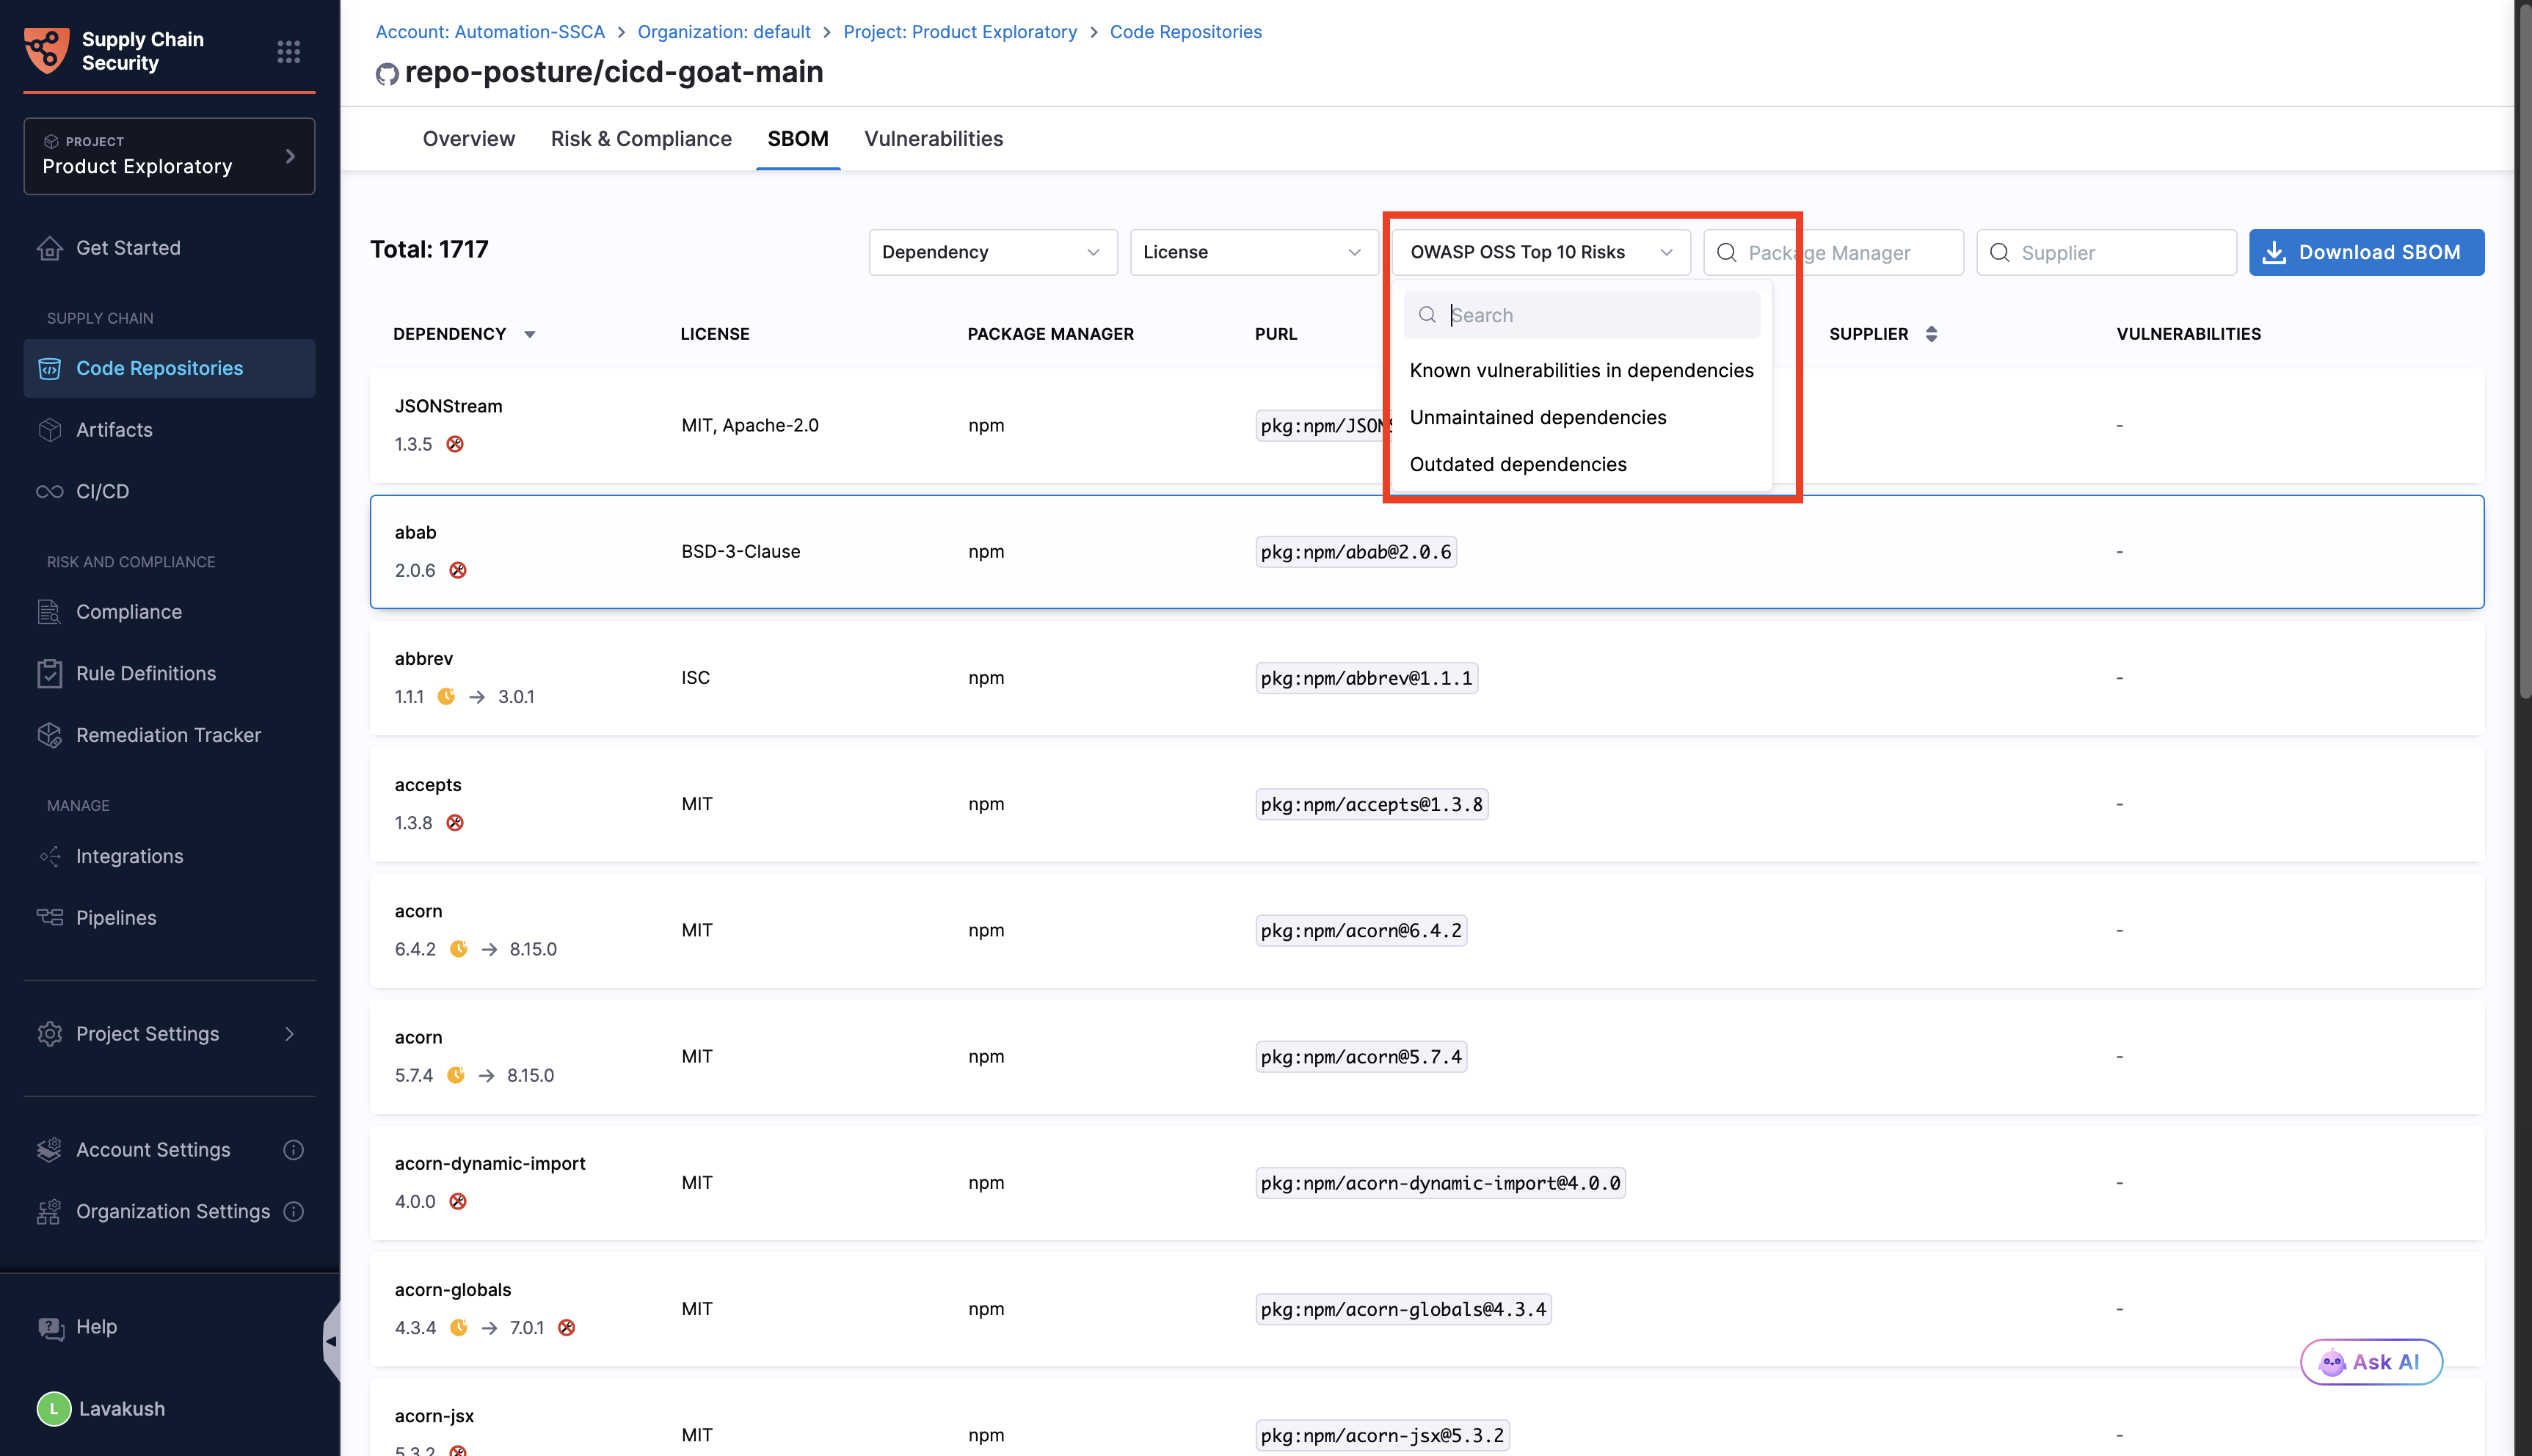 Supply Chain
Security
PROJECT
Product Exploratory
Get Started
SUPPLY CHAIN
Code Repositories
Artifacts
CI/CD
RISK AND COMPLIANCE
Compliance
Rule Definitions
Remediation Tracker
MANAGE
Integrations
Pipelines
Project Settings
Account Settings
Organization Settings
Help
L Lavakush
Account: Automation-SSCA > Organization: default > Project: Product Exploratory > Code Repositories
repo-posture/cicd-goat-main
Overview Risk & Compliance SBOM Vulnerabilities
Total: 1717 Dependency License OWASP OSS Top 10 Risks Package Manager Supplier Download SBOM
Search
Known vulnerabilities in dependencies
Unmaintained dependencies
Outdated dependencies
DEPENDENCY LICENSE PACKAGE MANAGER PURL SUPPLIER VULNERABILITIES
JSONStream
1.3.5
MIT, Apache-2.0 npm pkg:npm/JSON -
abab
2.0.6
BSD-3-Clause npm pkg:npm/abab@2.0.6 -
abbrev
1.1.1 → 3.0.1
ISC npm pkg:npm/abbrev@1.1.1 -
accepts
1.3.8
MIT npm pkg:npm/accepts@1.3.8 -
acorn
6.4.2 → 8.15.0
MIT npm pkg:npm/acorn@6.4.2 -
acorn
5.7.4 → 8.15.0
MIT npm pkg:npm/acorn@5.7.4 -
acorn-dynamic-import
4.0.0
MIT npm pkg:npm/acorn-dynamic-import@4.0.0 -
acorn-globals
4.3.4 → 7.0.1
MIT npm pkg:npm/acorn-globals@4.3.4 -
acorn-jsx
5.3.2
MIT npm pkg:npm/acorn-jsx@5.3.2 -
Ask AI